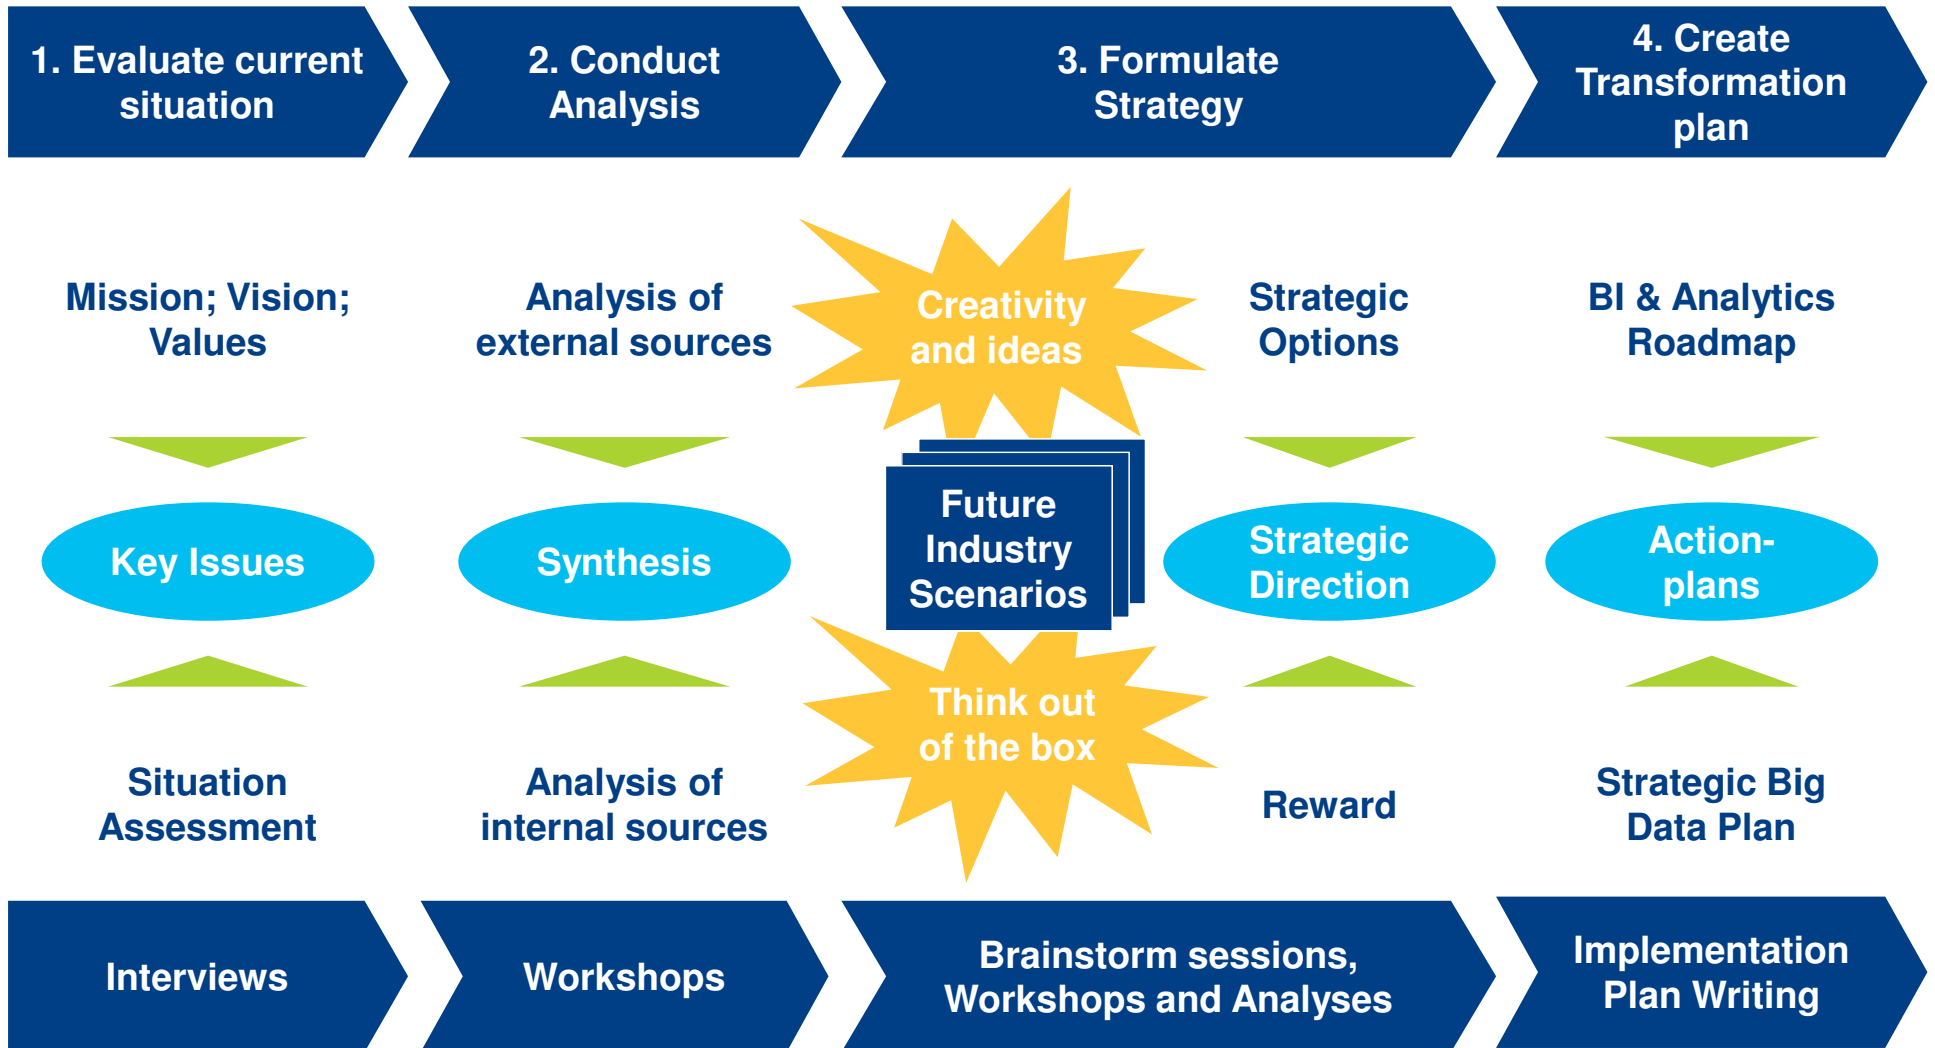 1. Evaluate current
situation
2. Conduct
Analysis
3. Formulate
Strategy
4. Create
Transformation
plan
Mission; Vision;
Values
Analysis of
external sources
Creativity
and ideas
Strategic
Options
BI & Analytics
Roadmap
Key Issues
Synthesis
Future
Industry
Scenarios
Strategic
Direction
Action-
plans
Situation
Assessment
Analysis of
internal sources
Think out
of the box
Reward
Strategic Big
Data Plan
Interviews
Workshops
Brainstorm sessions,
Workshops and Analyses
Implementation
Plan Writing